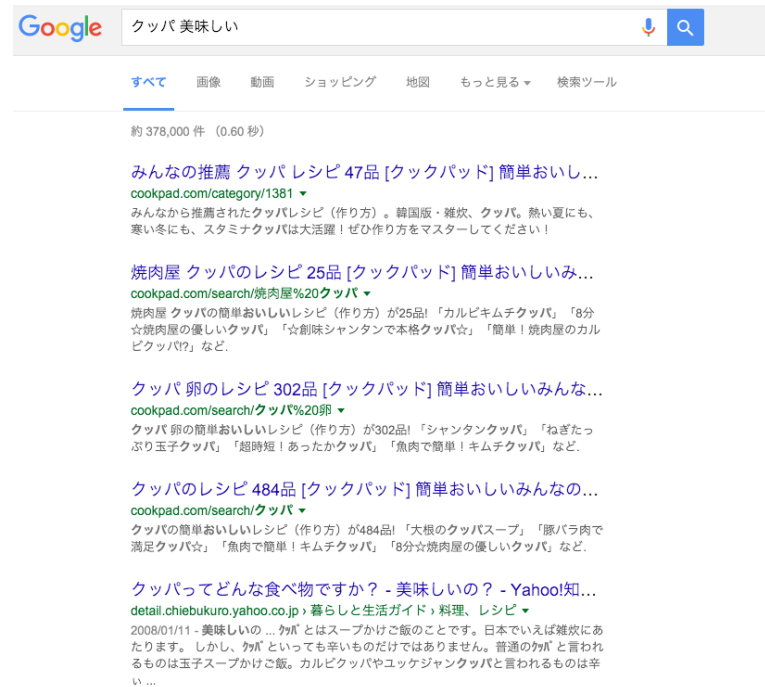 Google
クッパ 美味しい
すべて 画像 動画 ショッピング 地図 もっと見る 検索ツール
約 378,000 件 （0.60 秒）
みんなの推薦 クッパ レシピ 47品 [クックパッド] 簡単おいし...
cookpad.com/category/1381
みんなから推薦されたクッパレシピ（作り方）。韓国版・雑炊、クッパ。熱い夏にも、
寒い冬にも、スタミナクッパは大活躍！ぜひ作り方をマスターしてください！
焼肉屋 クッパのレシピ 25品 [クックパッド] 簡単おいしいみ...
cookpad.com/search/焼肉屋%20クッパ
焼肉屋 クッパの簡単おいしいレシピ（作り方）が25品! 「カルビキムチクッパ」「8分
☆焼肉屋の優しいクッパ」「☆創味シャンタンで本格クッパ☆」「簡単！焼肉屋のカル
ビクッパ!?」など.
クッパ 卵のレシピ 302品 [クックパッド] 簡単おいしいみんな...
cookpad.com/search/クッパ%20卵
クッパ 卵の簡単おいしいレシピ（作り方）が302品! 「シャンタンクッパ」「ねぎたっ
ぷり玉子クッパ」「超時短！あったかクッパ」「魚肉で簡単！キムチクッパ」など.
クッパのレシピ 484品 [クックパッド] 簡単おいしいみんなの...
cookpad.com/search/クッパ
クッパの簡単おいしいレシピ（作り方）が484品! 「大根のクッパスープ」「豚バラ肉で
満足クッパ☆」「魚肉で簡単！キムチクッパ」「8分☆焼肉屋の優しいクッパ」など.
クッパってどんな食べ物ですか？ - 美味しいの？ - Yahoo!知...
detail.chiebukuro.yahoo.co.jp › 暮らしと生活ガイド › 料理、レシピ
2008/01/11 - 美味しいの ... ｸｯﾊﾟとはスープかけご飯のことです。日本でいえば雑炊にあ
たります。 しかし、ｸｯﾊﾟといっても辛いものだけではありません。普通のｸｯﾊﾟと言われ
るものは玉子スープかけご飯。カルビクッパやユッケジャンクッパと言われるものは辛
い ...